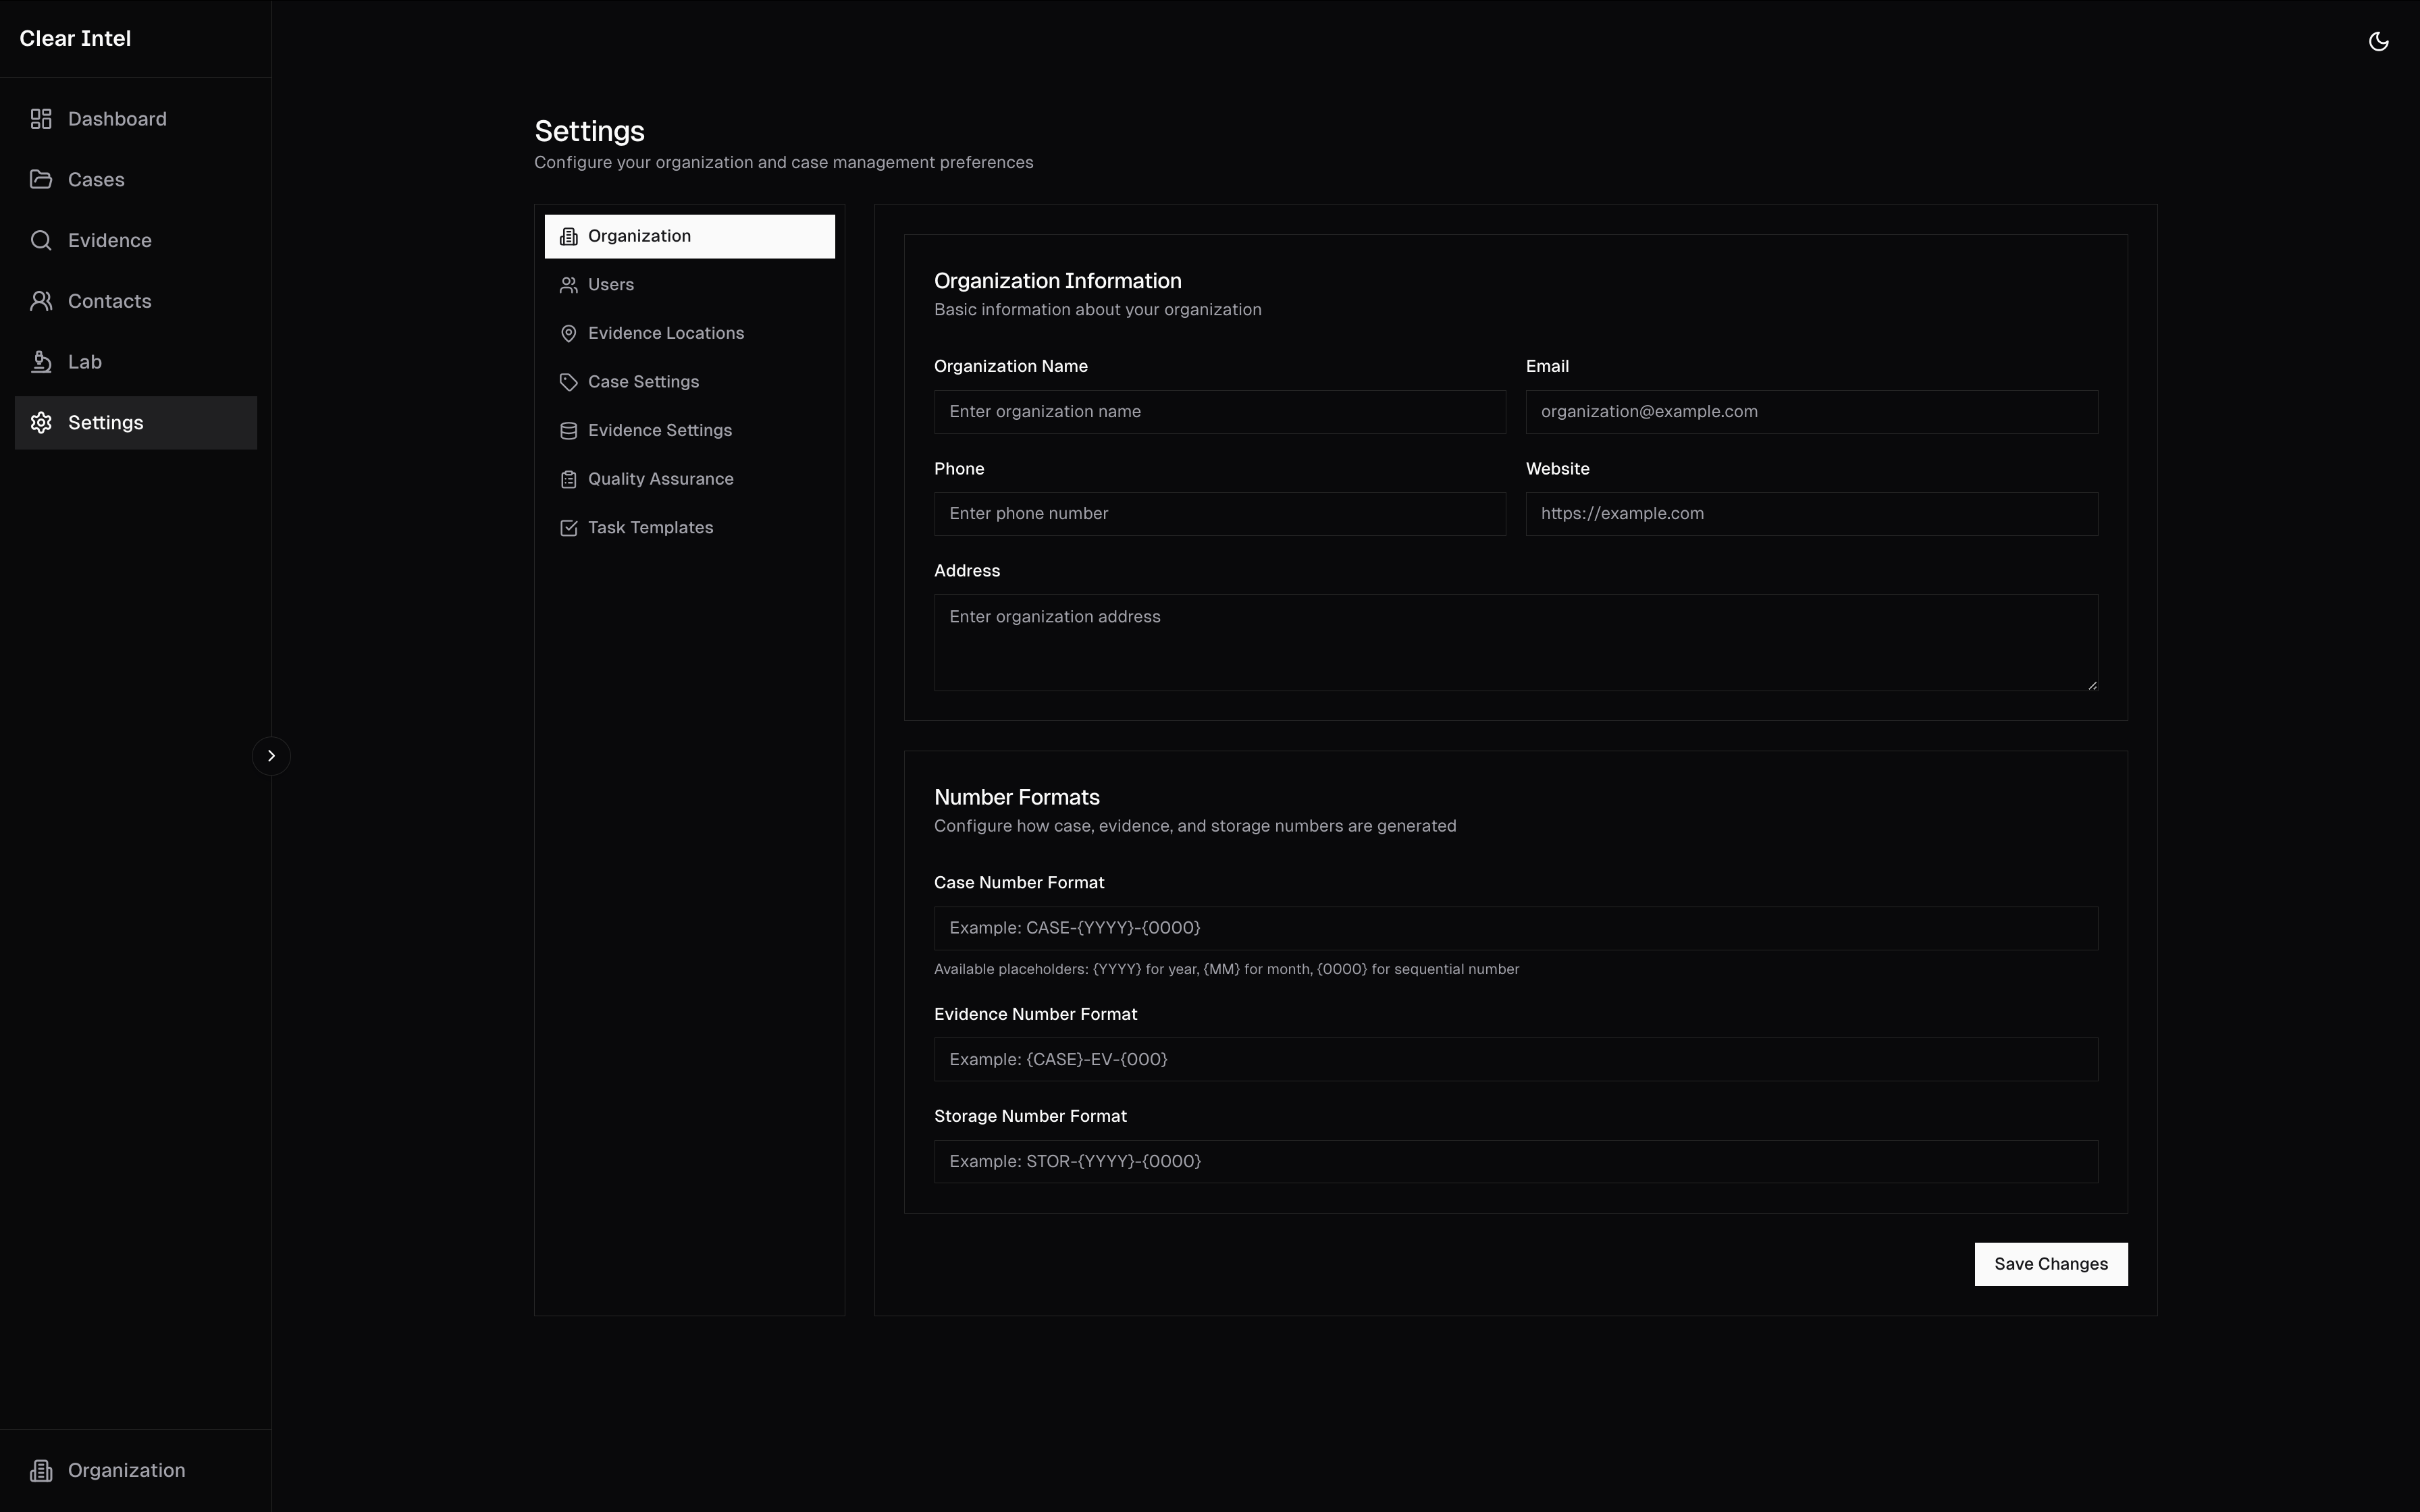 Clear Intel
Dashboard
Cases
Evidence
Contacts
Lab
Settings
Organization
Settings
Configure your organization and case management preferences
Organization
Users
Evidence Locations
Case Settings
Evidence Settings
Quality Assurance
Task Templates
Organization Information
Basic information about your organization
Organization Name
Enter organization name
Email
organization@example.com
Phone
Enter phone number
Website
https://example.com
Address
Enter organization address
Number Formats
Configure how case, evidence, and storage numbers are generated
Case Number Format
Example: CASE-{YYYY}-{0000}
Available placeholders: {YYYY} for year, {MM} for month, {0000} for sequential number
Evidence Number Format
Example: {CASE}-EV-{000}
Storage Number Format
Example: STOR-{YYYY}-{0000}
Save Changes